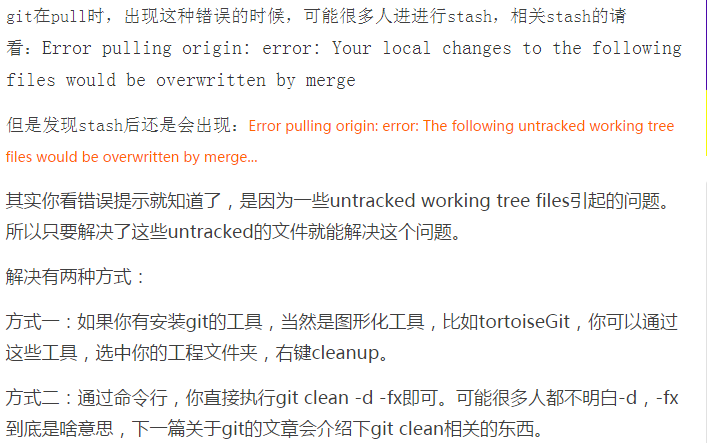 git在pull时，出现这种错误的时候，可能很多人进进行stash，相关stash的请
看：Error pulling origin: error: Your local changes to the following
files would be overwritten by merge
但是发现stash后还是会出现：Error pulling origin: error: The following untracked working tree
files would be overwritten by merge...
其实你看错误提示就知道了，是因为一些untracked working tree files引起的问题。
所以只要解决了这些untracked的文件就能解决这个问题。
解决有两种方式：
方式一：如果你有安装git的工具，当然是图形化工具，比如tortoiseGit，你可以通过
这些工具，选中你的工程文件夹，右键cleanup。
方式二：通过命令行，你直接执行git clean -d -fx即可。可能很多人都不明白-d，-fx
到底是啥意思，下一篇关于git的文章会介绍下git clean相关的东西。